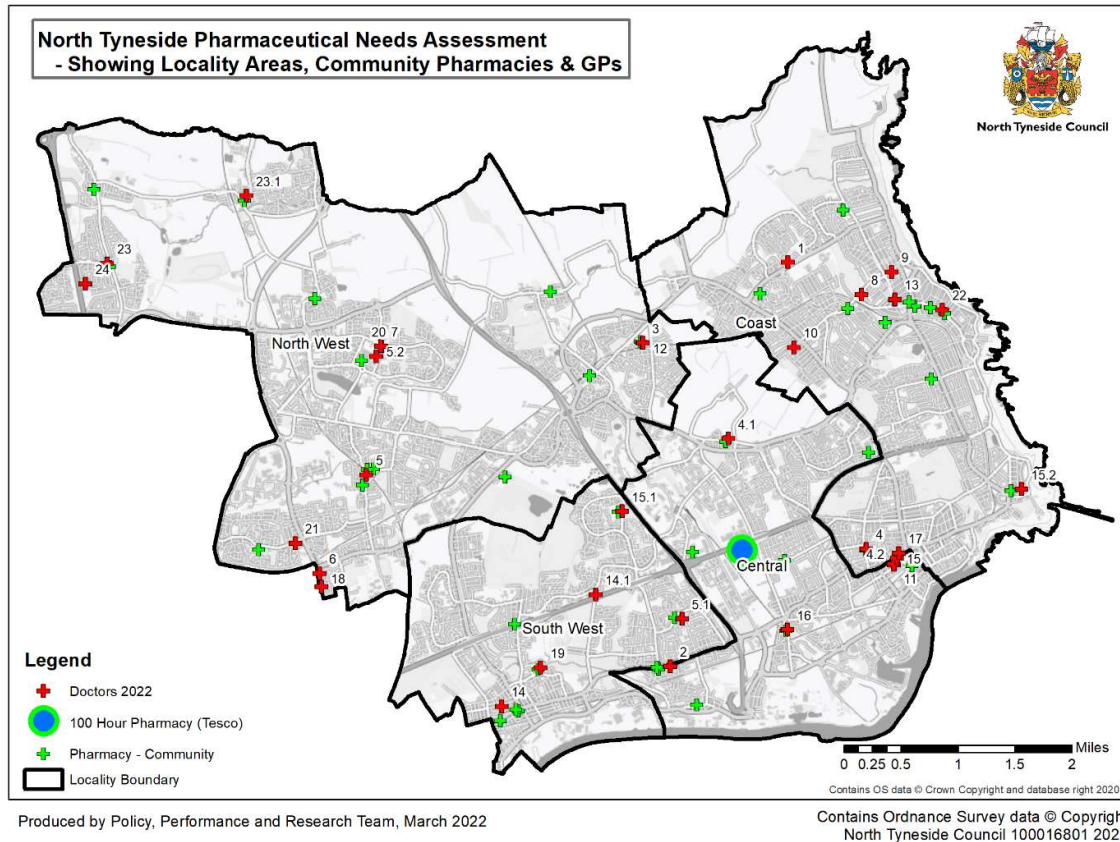 North Tyneside Pharmaceutical Needs Assessment
- Showing Locality Areas, Community Pharmacies & GPs
North Tyneside Council
23.1
23
24
1
9
8
13
22
Coast
10
3
12
20 7
North West
5.2
4.1
5
15.1
15.2
21
4
17
4.2
15
11
6
18
Central
14.1
5.1
16
South West
19
2
14
Legend
Doctors 2022
100 Hour Pharmacy (Tesco)
Pharmacy - Community
Locality Boundary
Miles
0 0.25 0.5 1 1.5 2
Contains OS data © Crown Copyright and database right 2020
Produced by Policy, Performance and Research Team, March 2022
Contains Ordnance Survey data © Copyrigh
North Tyneside Council 100016801 202